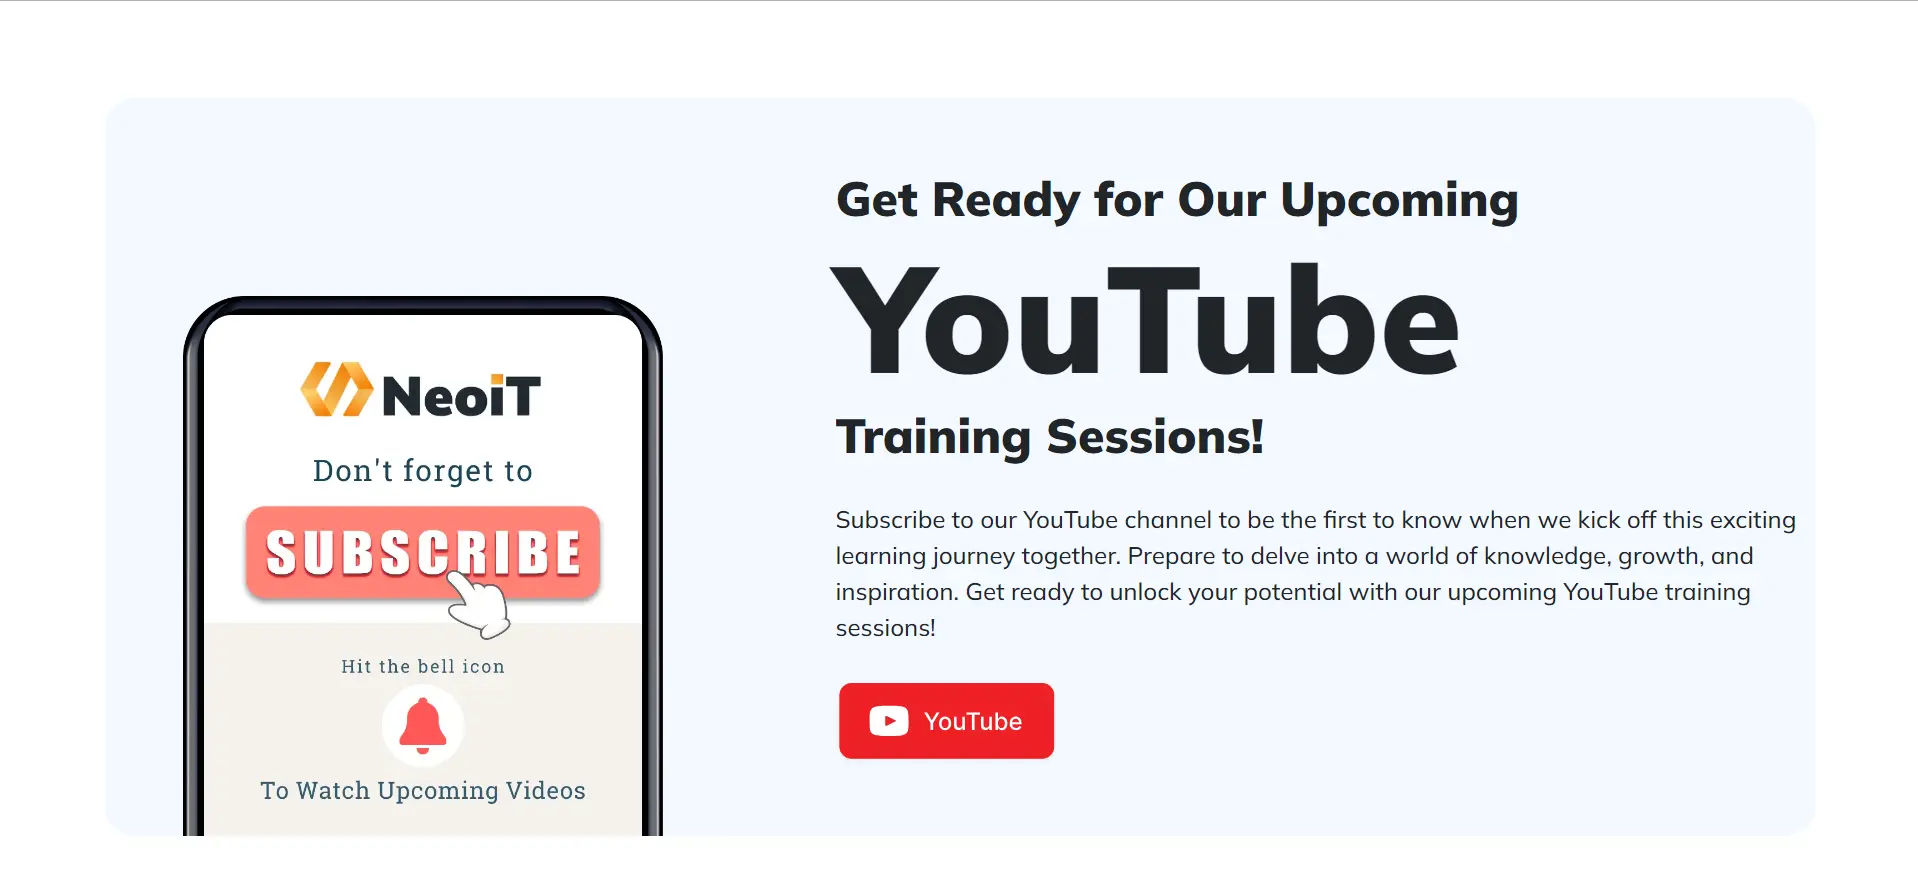 NeoiT
Don't forget to
SUBSCRIBE
Hit the bell icon
To Watch Upcoming Videos
Get Ready for Our Upcoming
YouTube
Training Sessions!
Subscribe to our YouTube channel to be the first to know when we kick off this exciting
learning journey together. Prepare to delve into a world of knowledge, growth, and
inspiration. Get ready to unlock your potential with our upcoming YouTube training
sessions!
YouTube